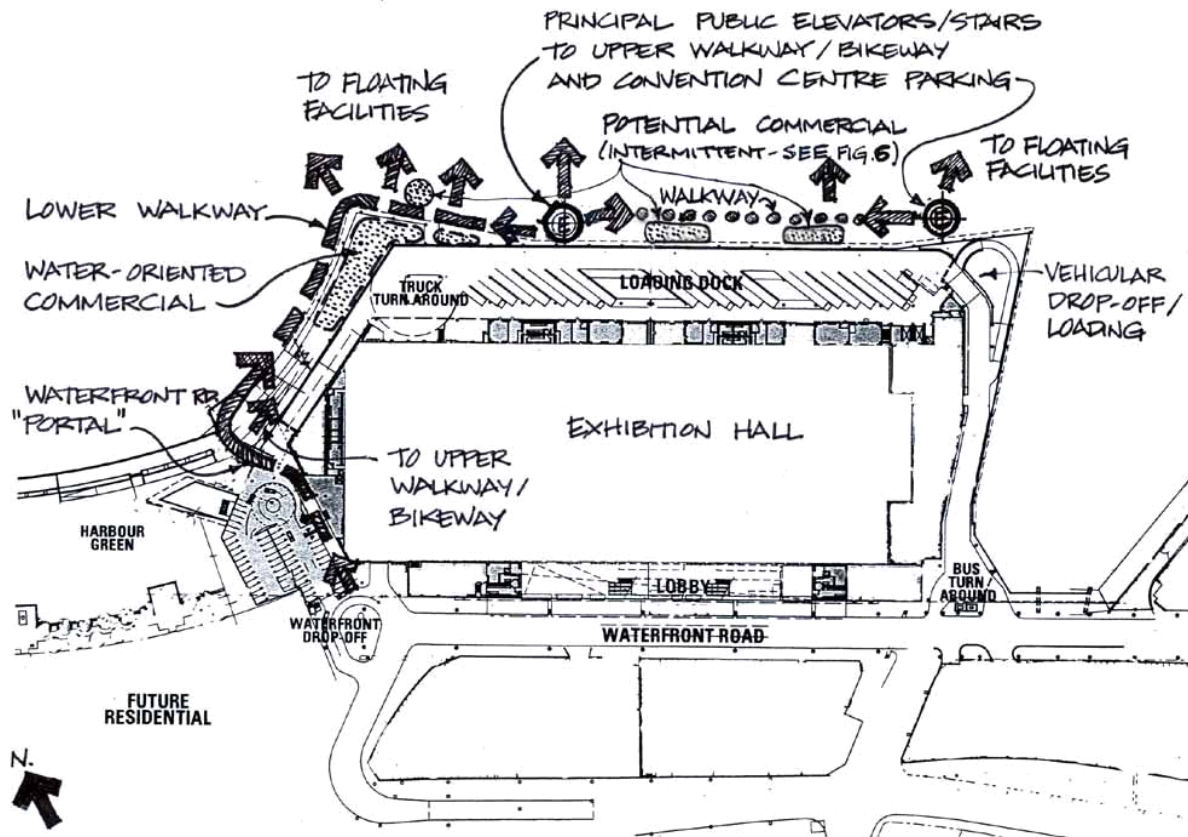 PRINCIPAL PUBLIC ELEVATORS/STAIRS
TO UPPER WALKWAY/BIKEWAY
AND CONVENTION CENTRE PARKING
TO FLOATING
FACILITIES
POTENTIAL COMMERCIAL
(INTERMITTENT-SEE FIG.5)
TO FLOATING
FACILITIES
WALKWAY
LOWER WALKWAY
E
E
WATER-ORIENTED
COMMERCIAL
TRUCK
TURN AROUND
LOADING DOCK
VEHICULAR
DROP-OFF/
LOADING
WATERFRONT RD.
"PORTAL"
EXHIBITION HALL
TO UPPER
WALKWAY/
BIKEWAY
HARBOUR
GREEN
LOBBY
BUS
TURN
AROUND
WATERFRONT
DROP-OFF
WATERFRONT ROAD
FUTURE
RESIDENTIAL
N.